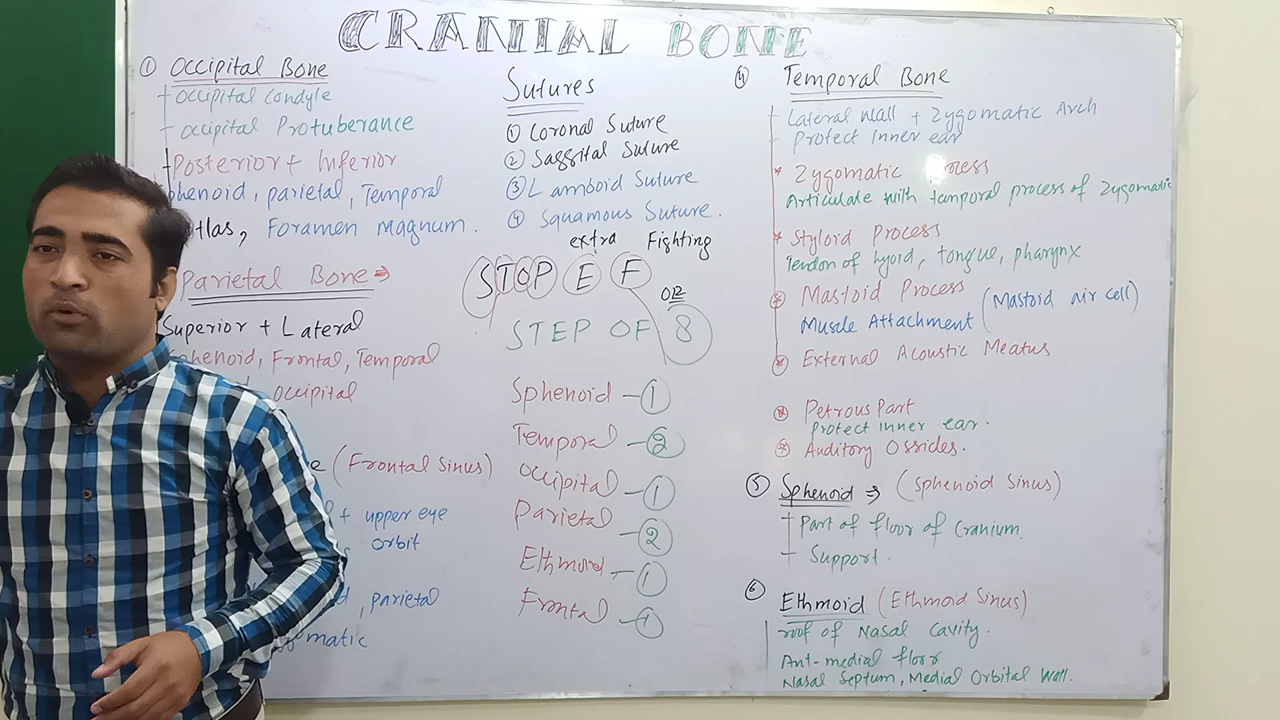 CRANIAL BONE
① Occipital Bone
Occipital Condyle
Occipital Protuberance
Posterior + Inferior
phenoid, parietal, Temporal
tlas, Foramen magnum.
Parietal Bone ⇒
Superior + Lateral
phenoid, Frontal, Temporal
occipital
(Frontal Sinus)
+ upper eye
orbit
, parietal
matic
Sutures
① Coronal Suture
② Saggital Suture
③ Lamboid Suture
④ Squamous Suture.
extra Fighting
STOP E F
OR
STEP OF 8
Sphenoid - ①
Temporal - ②
Occipital - ①
Parietal - ②
Ethmoid - ①
Frontal - ①
④ Temporal Bone
Lateral wall + Zygomatic Arch
Protect Inner ear
* Zygomatic Process
Articulate with temporal process of Zygomatic
* Styloid Process
Tendon of hyoid, tongue, pharynx
* Mastoid Process
Muscle Attachment (Mastoid air cell)
* External Acoustic Meatus
* Petrous Part
Protect inner ear.
* Auditory Ossicles.
⑤ Sphenoid ⇒ (Sphenoid Sinus)
Part of floor of Cranium.
Support.
⑥ Ethmoid (Ethmoid Sinus)
roof of Nasal Cavity.
Ant-medial floor
Nasal Septum, Medial Orbital Wall.